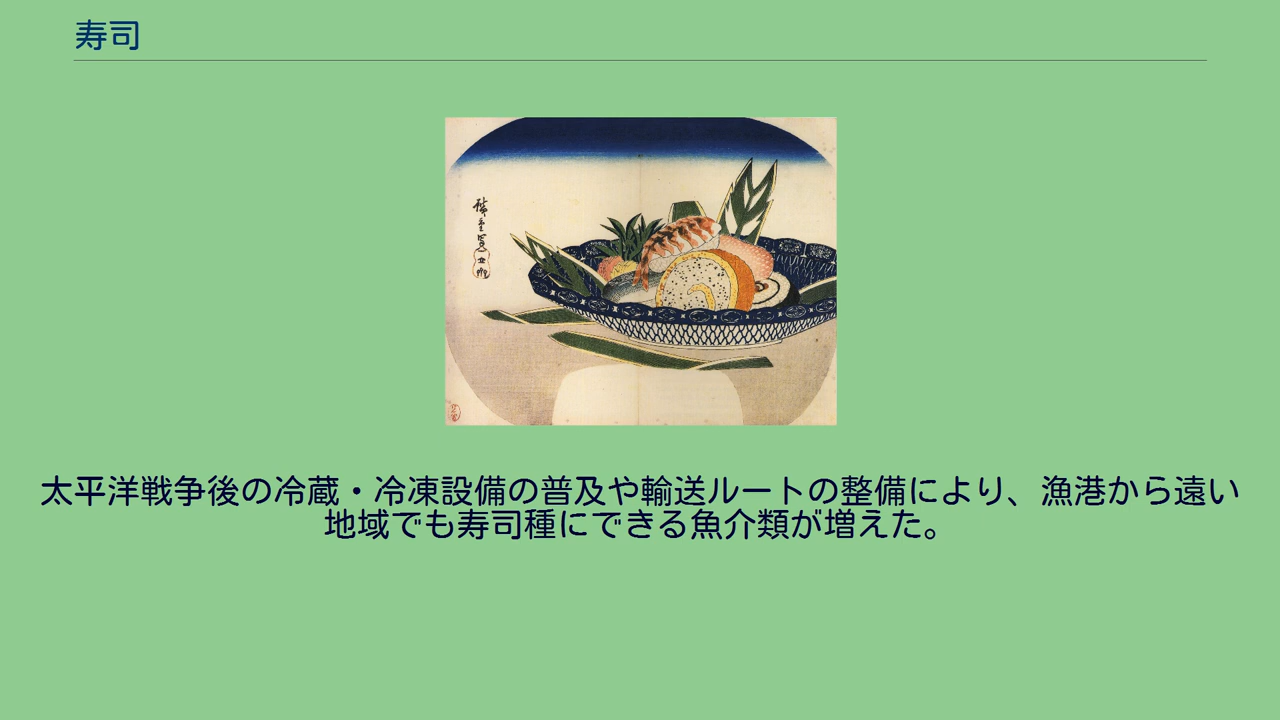 寿司
太平洋戦争後の冷蔵・冷凍設備の普及や輸送ルートの整備により、漁港から遠い
地域でも寿司種にできる魚介類が増えた。